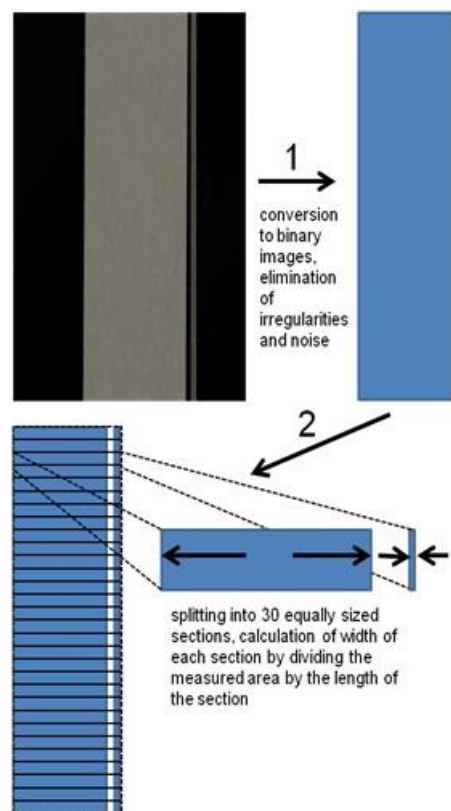 1
conversion
to binary
images,
elimination
of
irregularities
and noise
2
splitting into 30 equally sized
sections, calculation of width of
each section by dividing the
measured area by the length of
the section